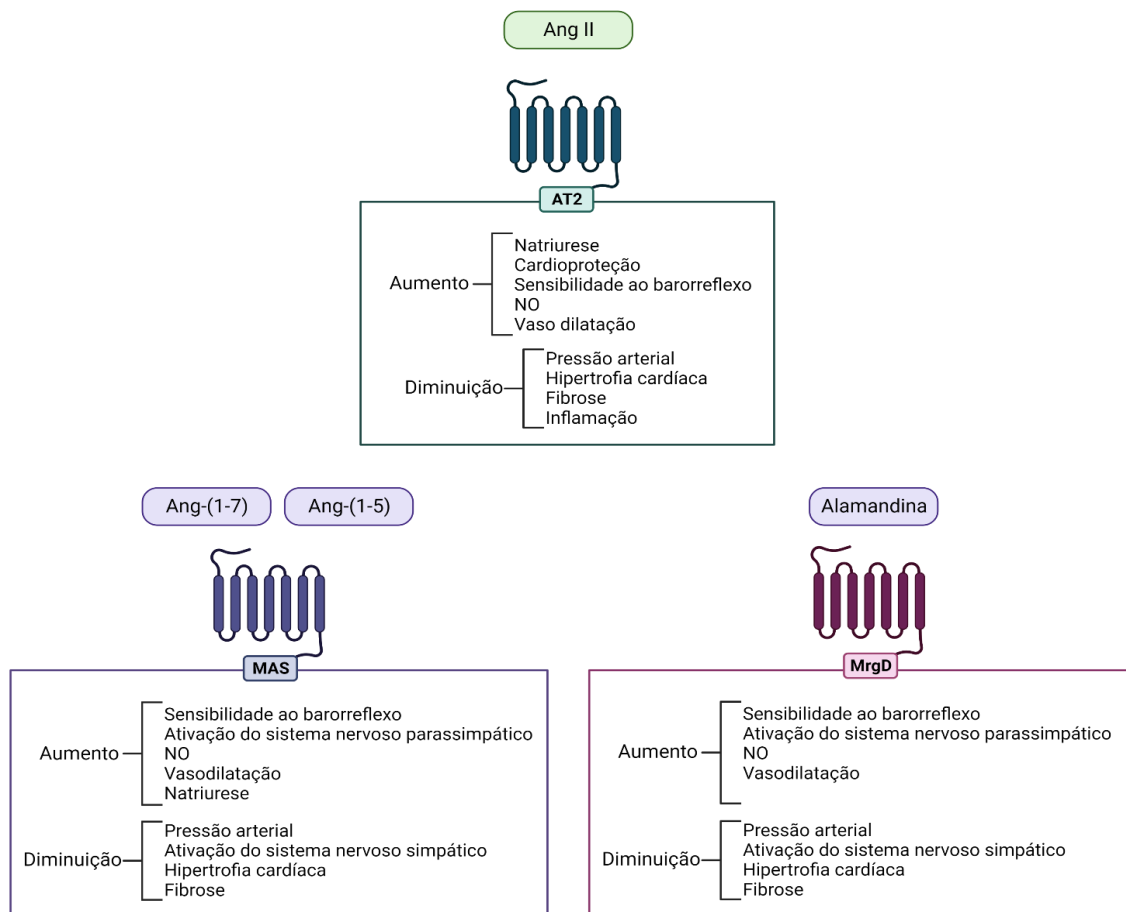 Ang II
AT2
Aumento
Natriurese
Cardioproteção
Sensibilidade ao barorreflexo
NO
Vaso dilatação
Diminuição
Pressão arterial
Hipertrofia cardíaca
Fibrose
Inflamação
Ang-(1-7)
Ang-(1-5)
MAS
Aumento
Sensibilidade ao barorreflexo
Ativação do sistema nervoso parassimpático
NO
Vasodilatação
Natriurese
Diminuição
Pressão arterial
Ativação do sistema nervoso simpático
Hipertrofia cardíaca
Fibrose
Alamandina
MrgD
Aumento
Sensibilidade ao barorreflexo
Ativação do sistema nervoso parassimpático
NO
Vasodilatação
Diminuição
Pressão arterial
Ativação do sistema nervoso simpático
Hipertrofia cardíaca
Fibrose